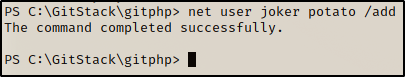 PS C:\GitStack\gitphp> net user joker potato /add
The command completed successfully.
PS C:\GitStack\gitphp>